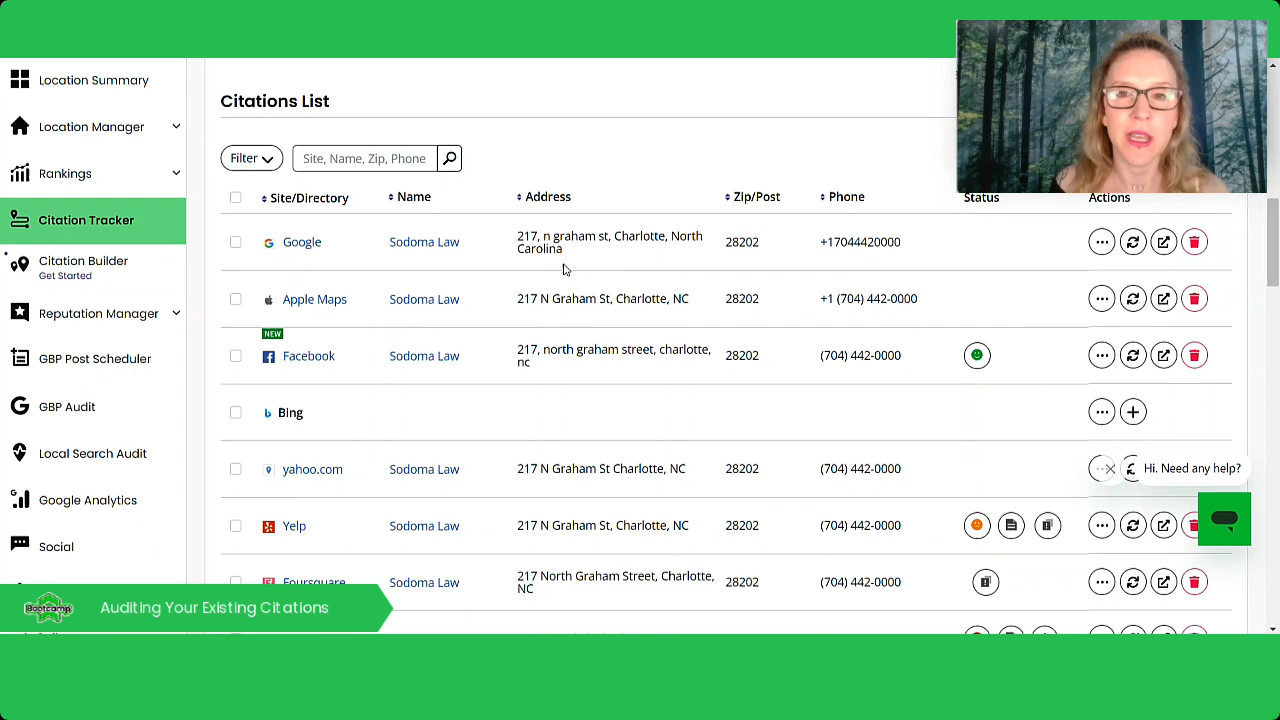 Location Summary
Location Manager
Rankings
Citation Tracker
Citation Builder
Get Started
Reputation Manager
GBP Post Scheduler
GBP Audit
Local Search Audit
Google Analytics
Social
Citations List
Filter
Site, Name, Zip, Phone
Site/Directory Name Address Zip/Post Phone Status Actions
Google Sodoma Law 217, n graham st, Charlotte, North 28202 +17044420000
Carolina
Apple Maps Sodoma Law 217 N Graham St, Charlotte, NC 28202 +1 (704) 442-0000
NEW
Facebook Sodoma Law 217, north graham street, charlotte, 28202 (704) 442-0000
nc
Bing
yahoo.com Sodoma Law 217 N Graham St Charlotte, NC 28202 (704) 442-0000
Hi. Need any help?
Yelp Sodoma Law 217 N Graham St, Charlotte, NC 28202 (704) 442-0000
Foursquare Sodoma Law 217 North Graham Street, Charlotte, 28202 (704) 442-0000
NC
Bootcamp
Auditing Your Existing Citations